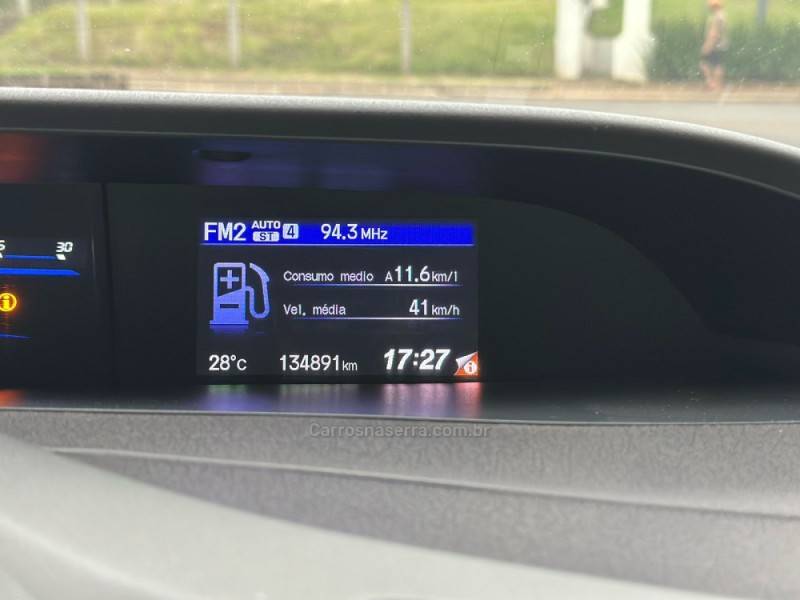 FM2 AUTO ST 4 94.3 MHz
30
Consumo medio A 11.6 km/l
Vel. média 41 km/h
28°C 134891 km 17:27
Carrosnaserra.com.br